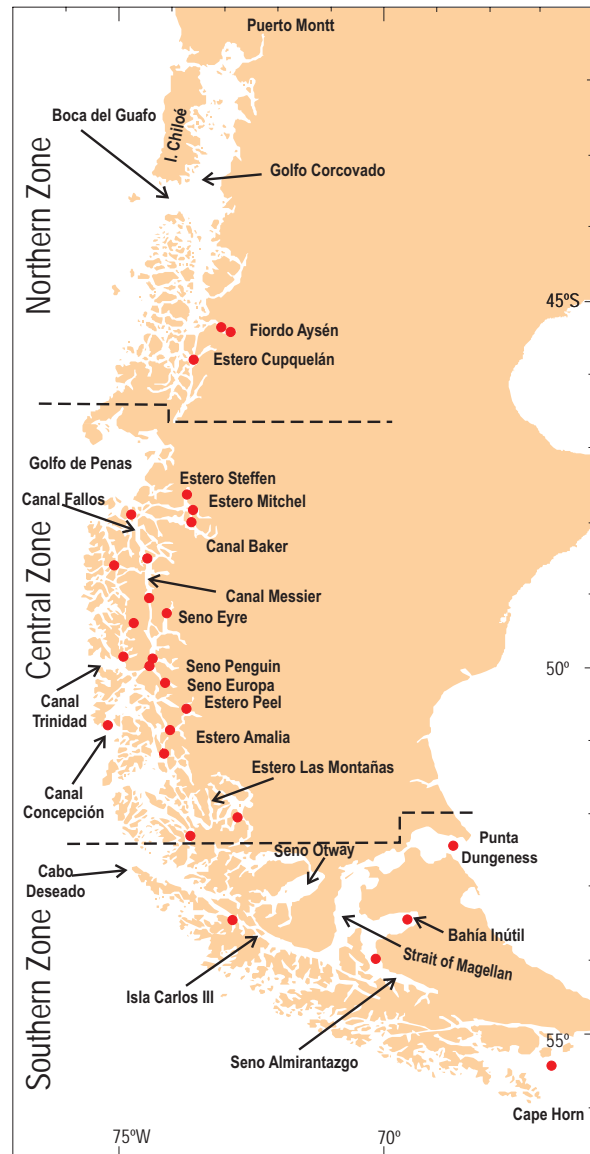 Puerto Montt
Boca del Guafo
I. Chiloé
Golfo Corcovado
Northern Zone
45ºS
Fiordo Aysén
Estero Cupquelán
Golfo de Penas
Estero Steffen
Canal Fallos
Estero Mitchel
Canal Baker
Central Zone
Canal Messier
Seno Eyre
Seno Penguin
50º
Seno Europa
Canal
Trinidad
Estero Peel
Estero Amalia
Canal
Concepción
Estero Las Montañas
Seno Otway
Punta
Dungeness
Cabo
Deseado
Southern Zone
Bahía Inútil
Strait of Magellan
Isla Carlos III
Seno Almirantazgo
55º
Cape Horn
75ºW
70º